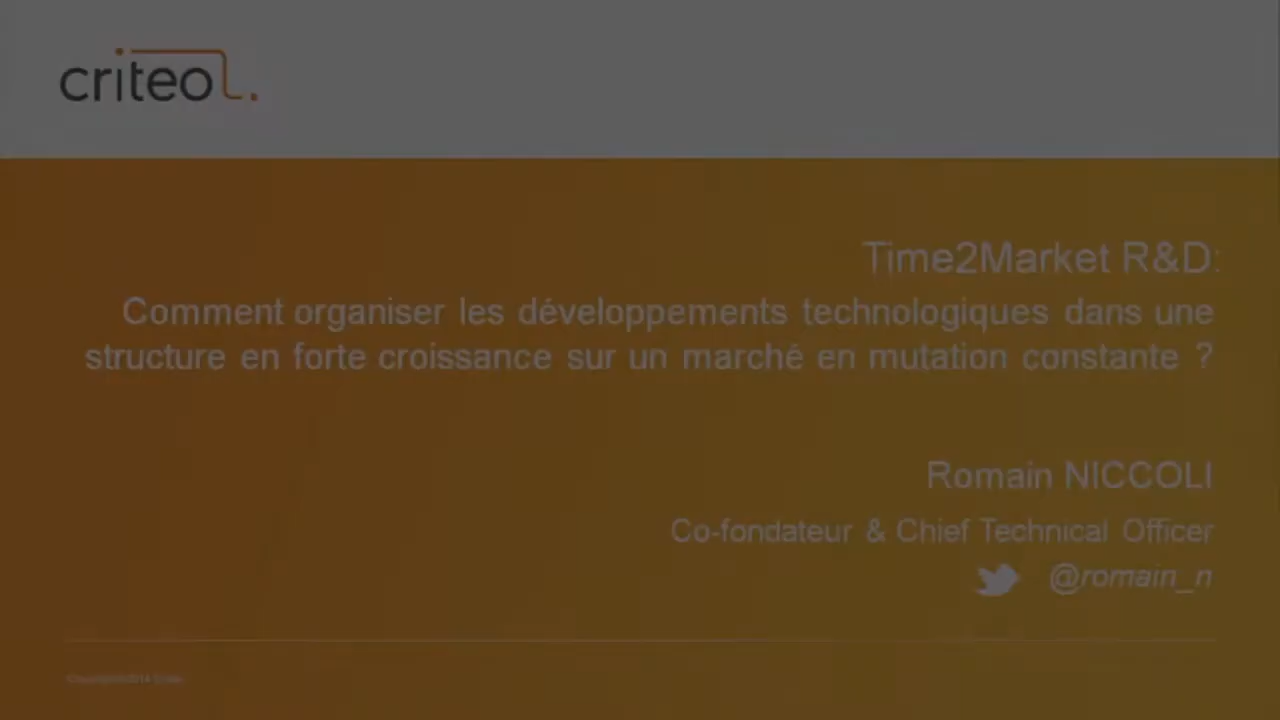 criteo
Time2Market R&D:
Comment organiser les développements technologiques dans une
structure en forte croissance sur un marché en mutation constante ?
Romain NICCOLI
Co-fondateur & Chief Technical Officer
@romain_n